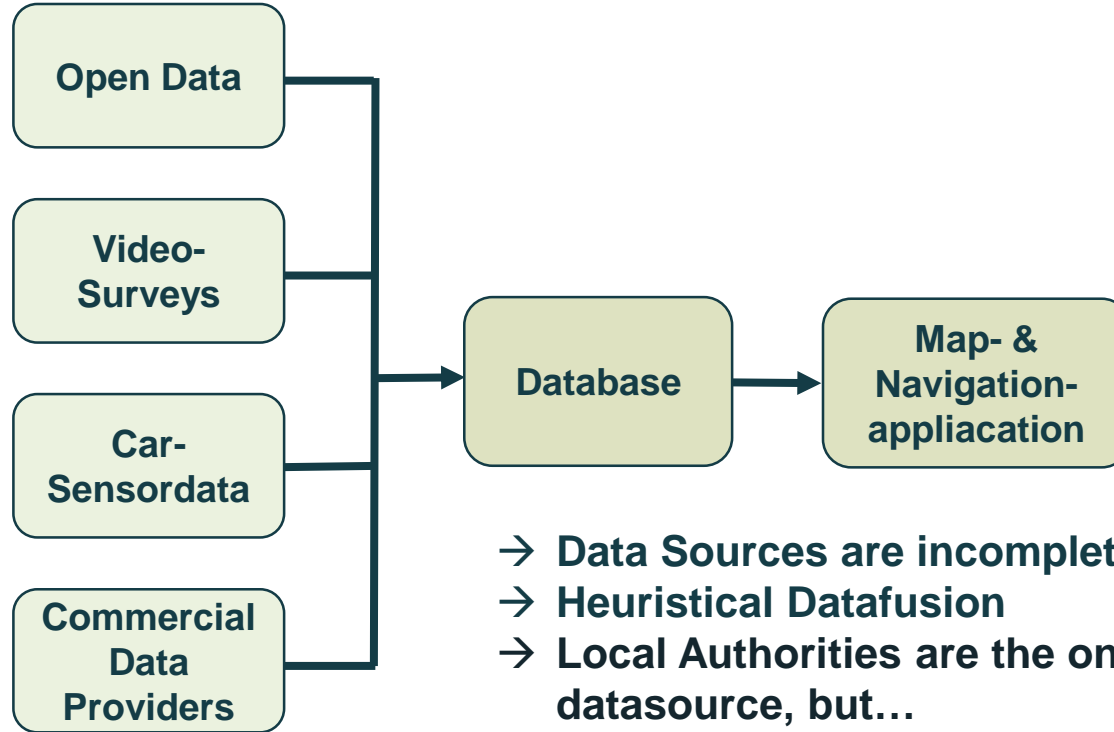 Open Data
Video-
Surveys
Car-
Sensordata
Commercial
Data
Providers
Database
Map- &
Navigation-
appliacation
→ Data Sources are incomplet
→ Heuristical Datafusion
→ Local Authorities are the on
datasource, but…